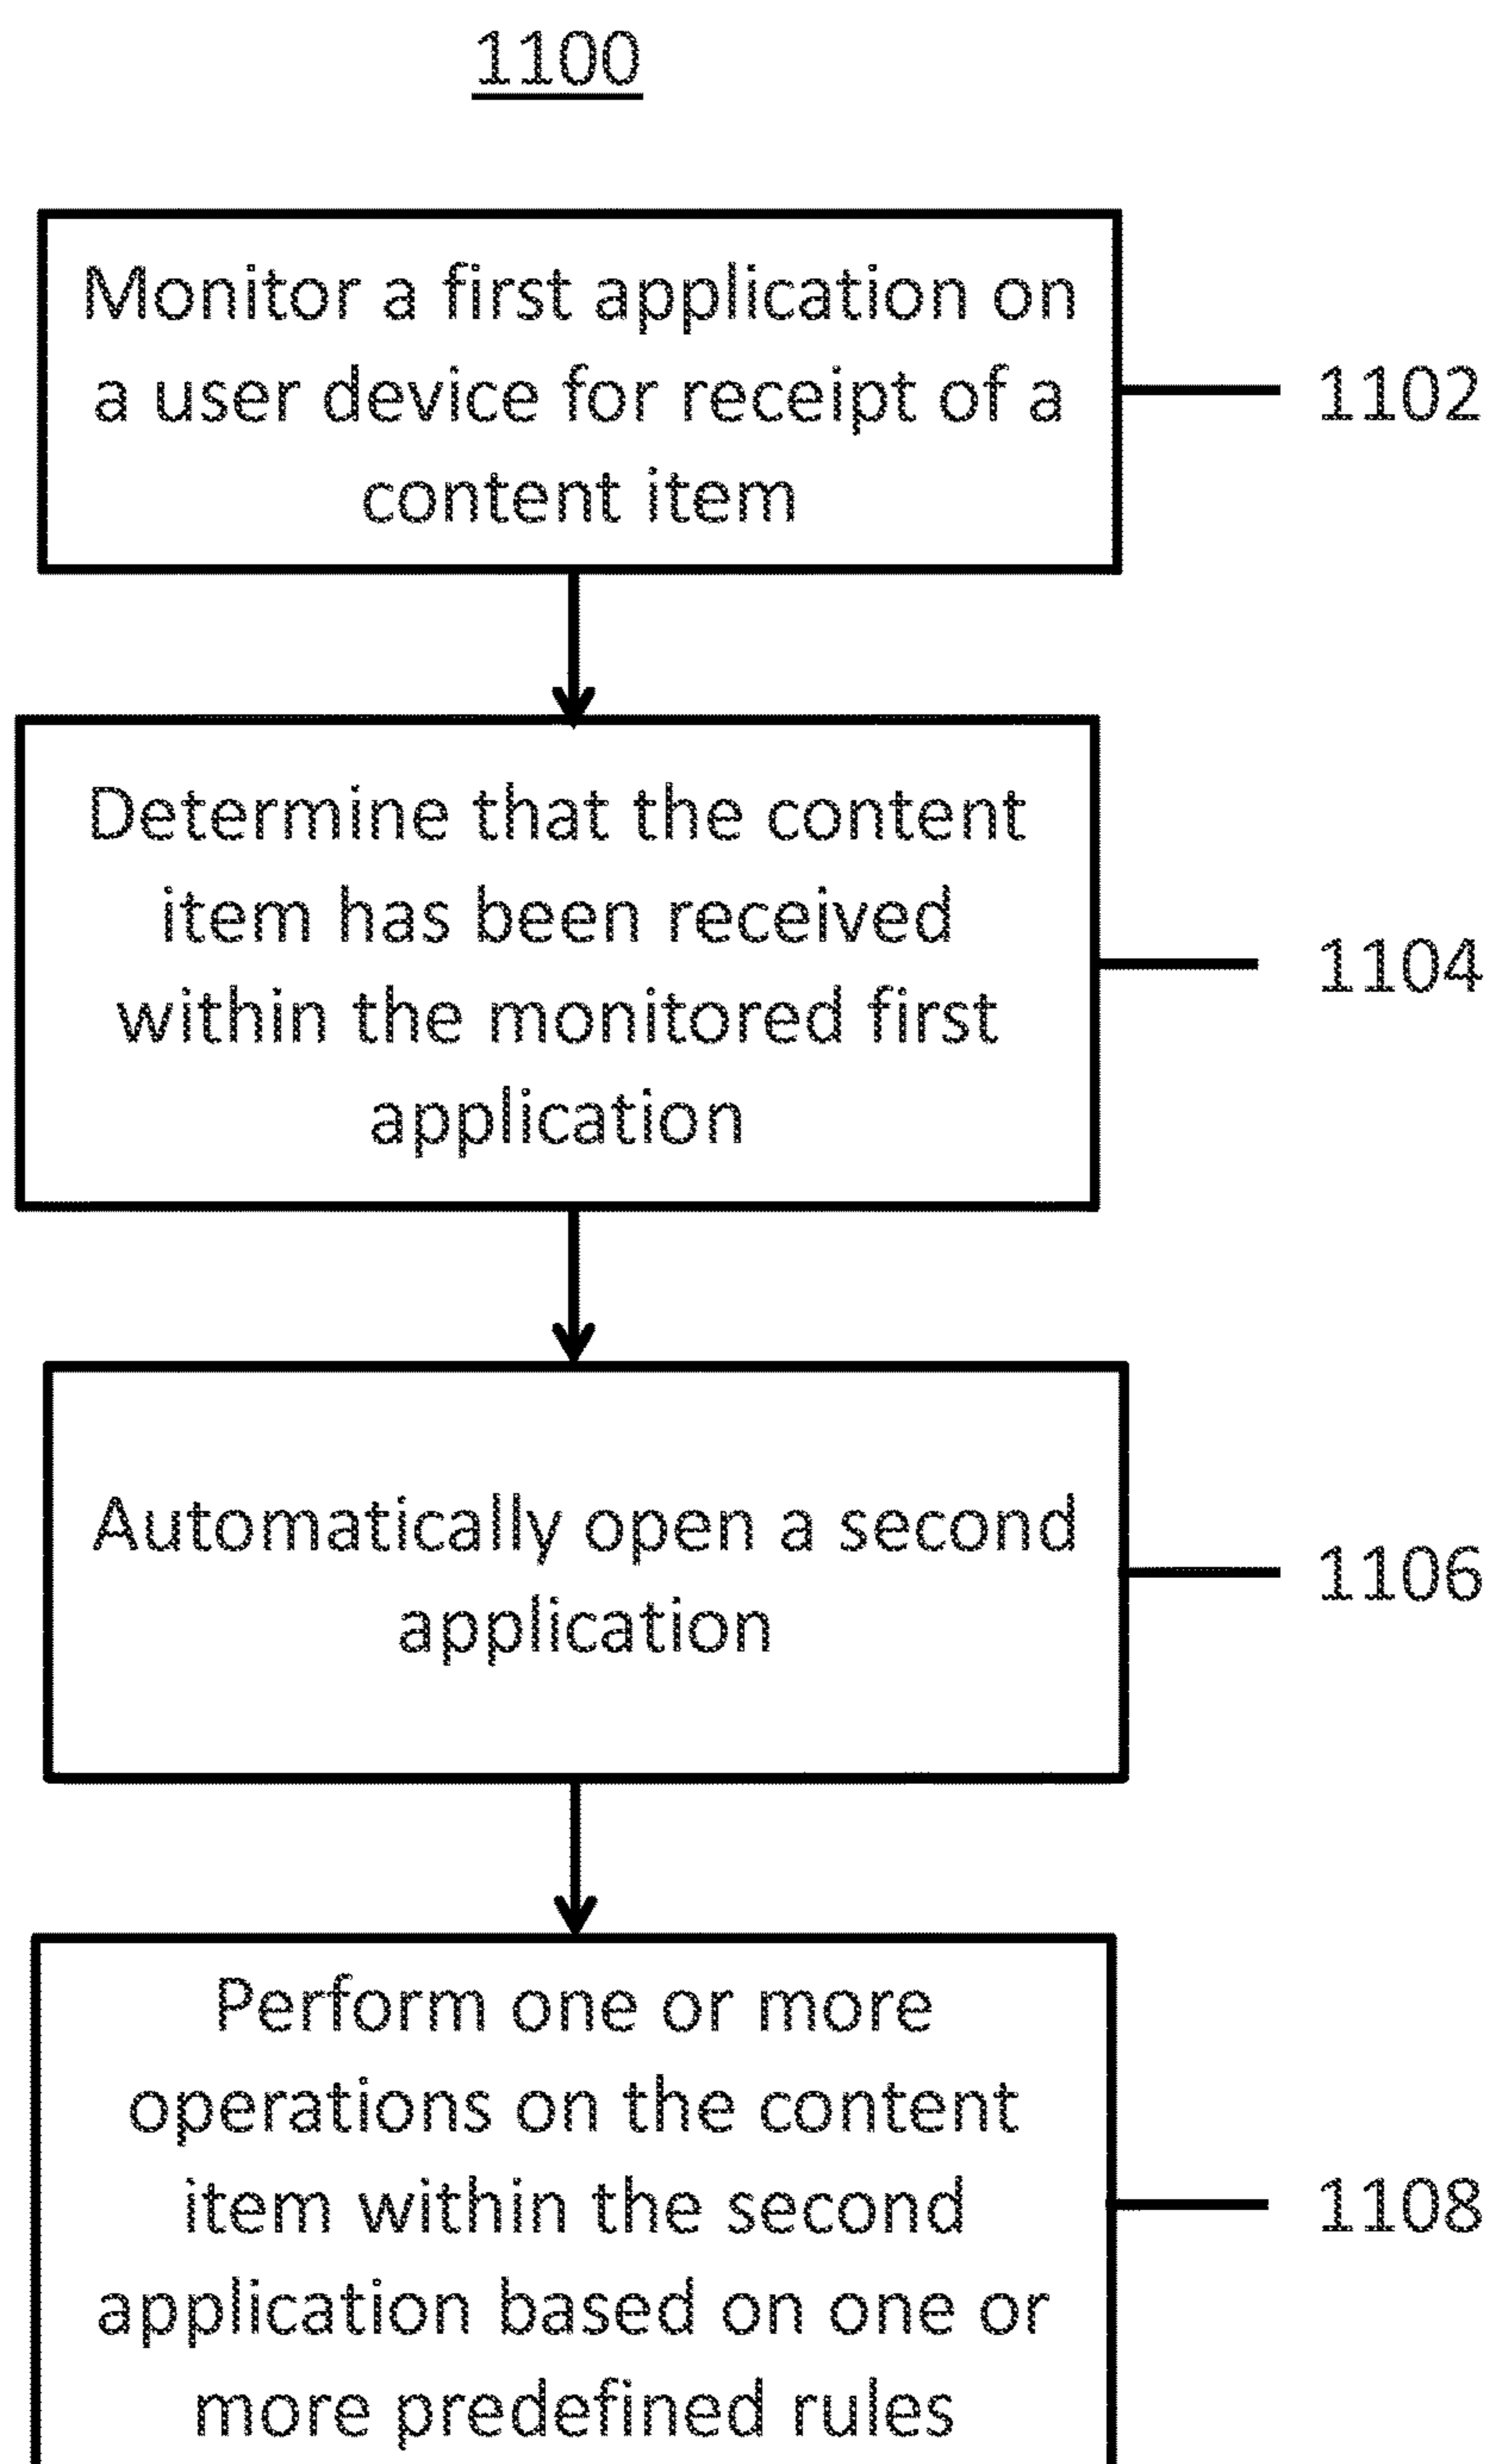 1100
Monitor a first application on
a user device for receipt of a
content item
1102
Determine that the content
item has been received
within the monitored first
application
1104
Automatically open a second
application
1106
Perform one or more
operations on the content
item within the second
application based on one or
more predefined rules
1108